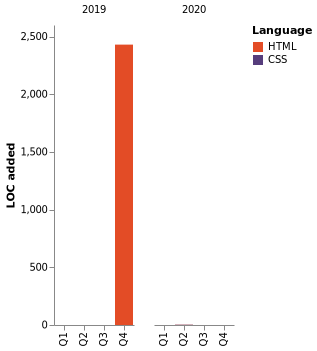 2019 2020
Language
HTML
CSS
LOC added
2,500
2,000
1,500
1,000
500
0
Q1 Q2 Q3 Q4 Q1 Q2 Q3 Q4